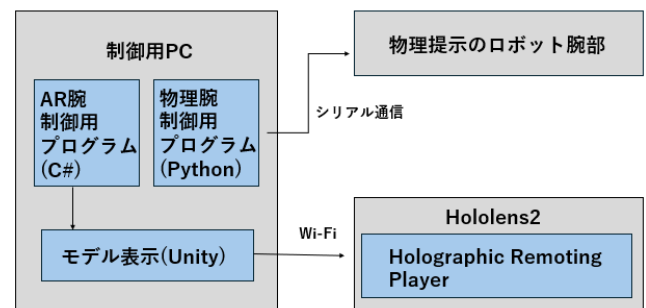 制御用PC
AR腕
制御用
プログラム
(C#)
物理腕
制御用
プログラム
(Python)
モデル表示(Unity)
物理提示のロボット腕部
シリアル通信
Wi-Fi
Hololens2
Holographic Remoting
Player